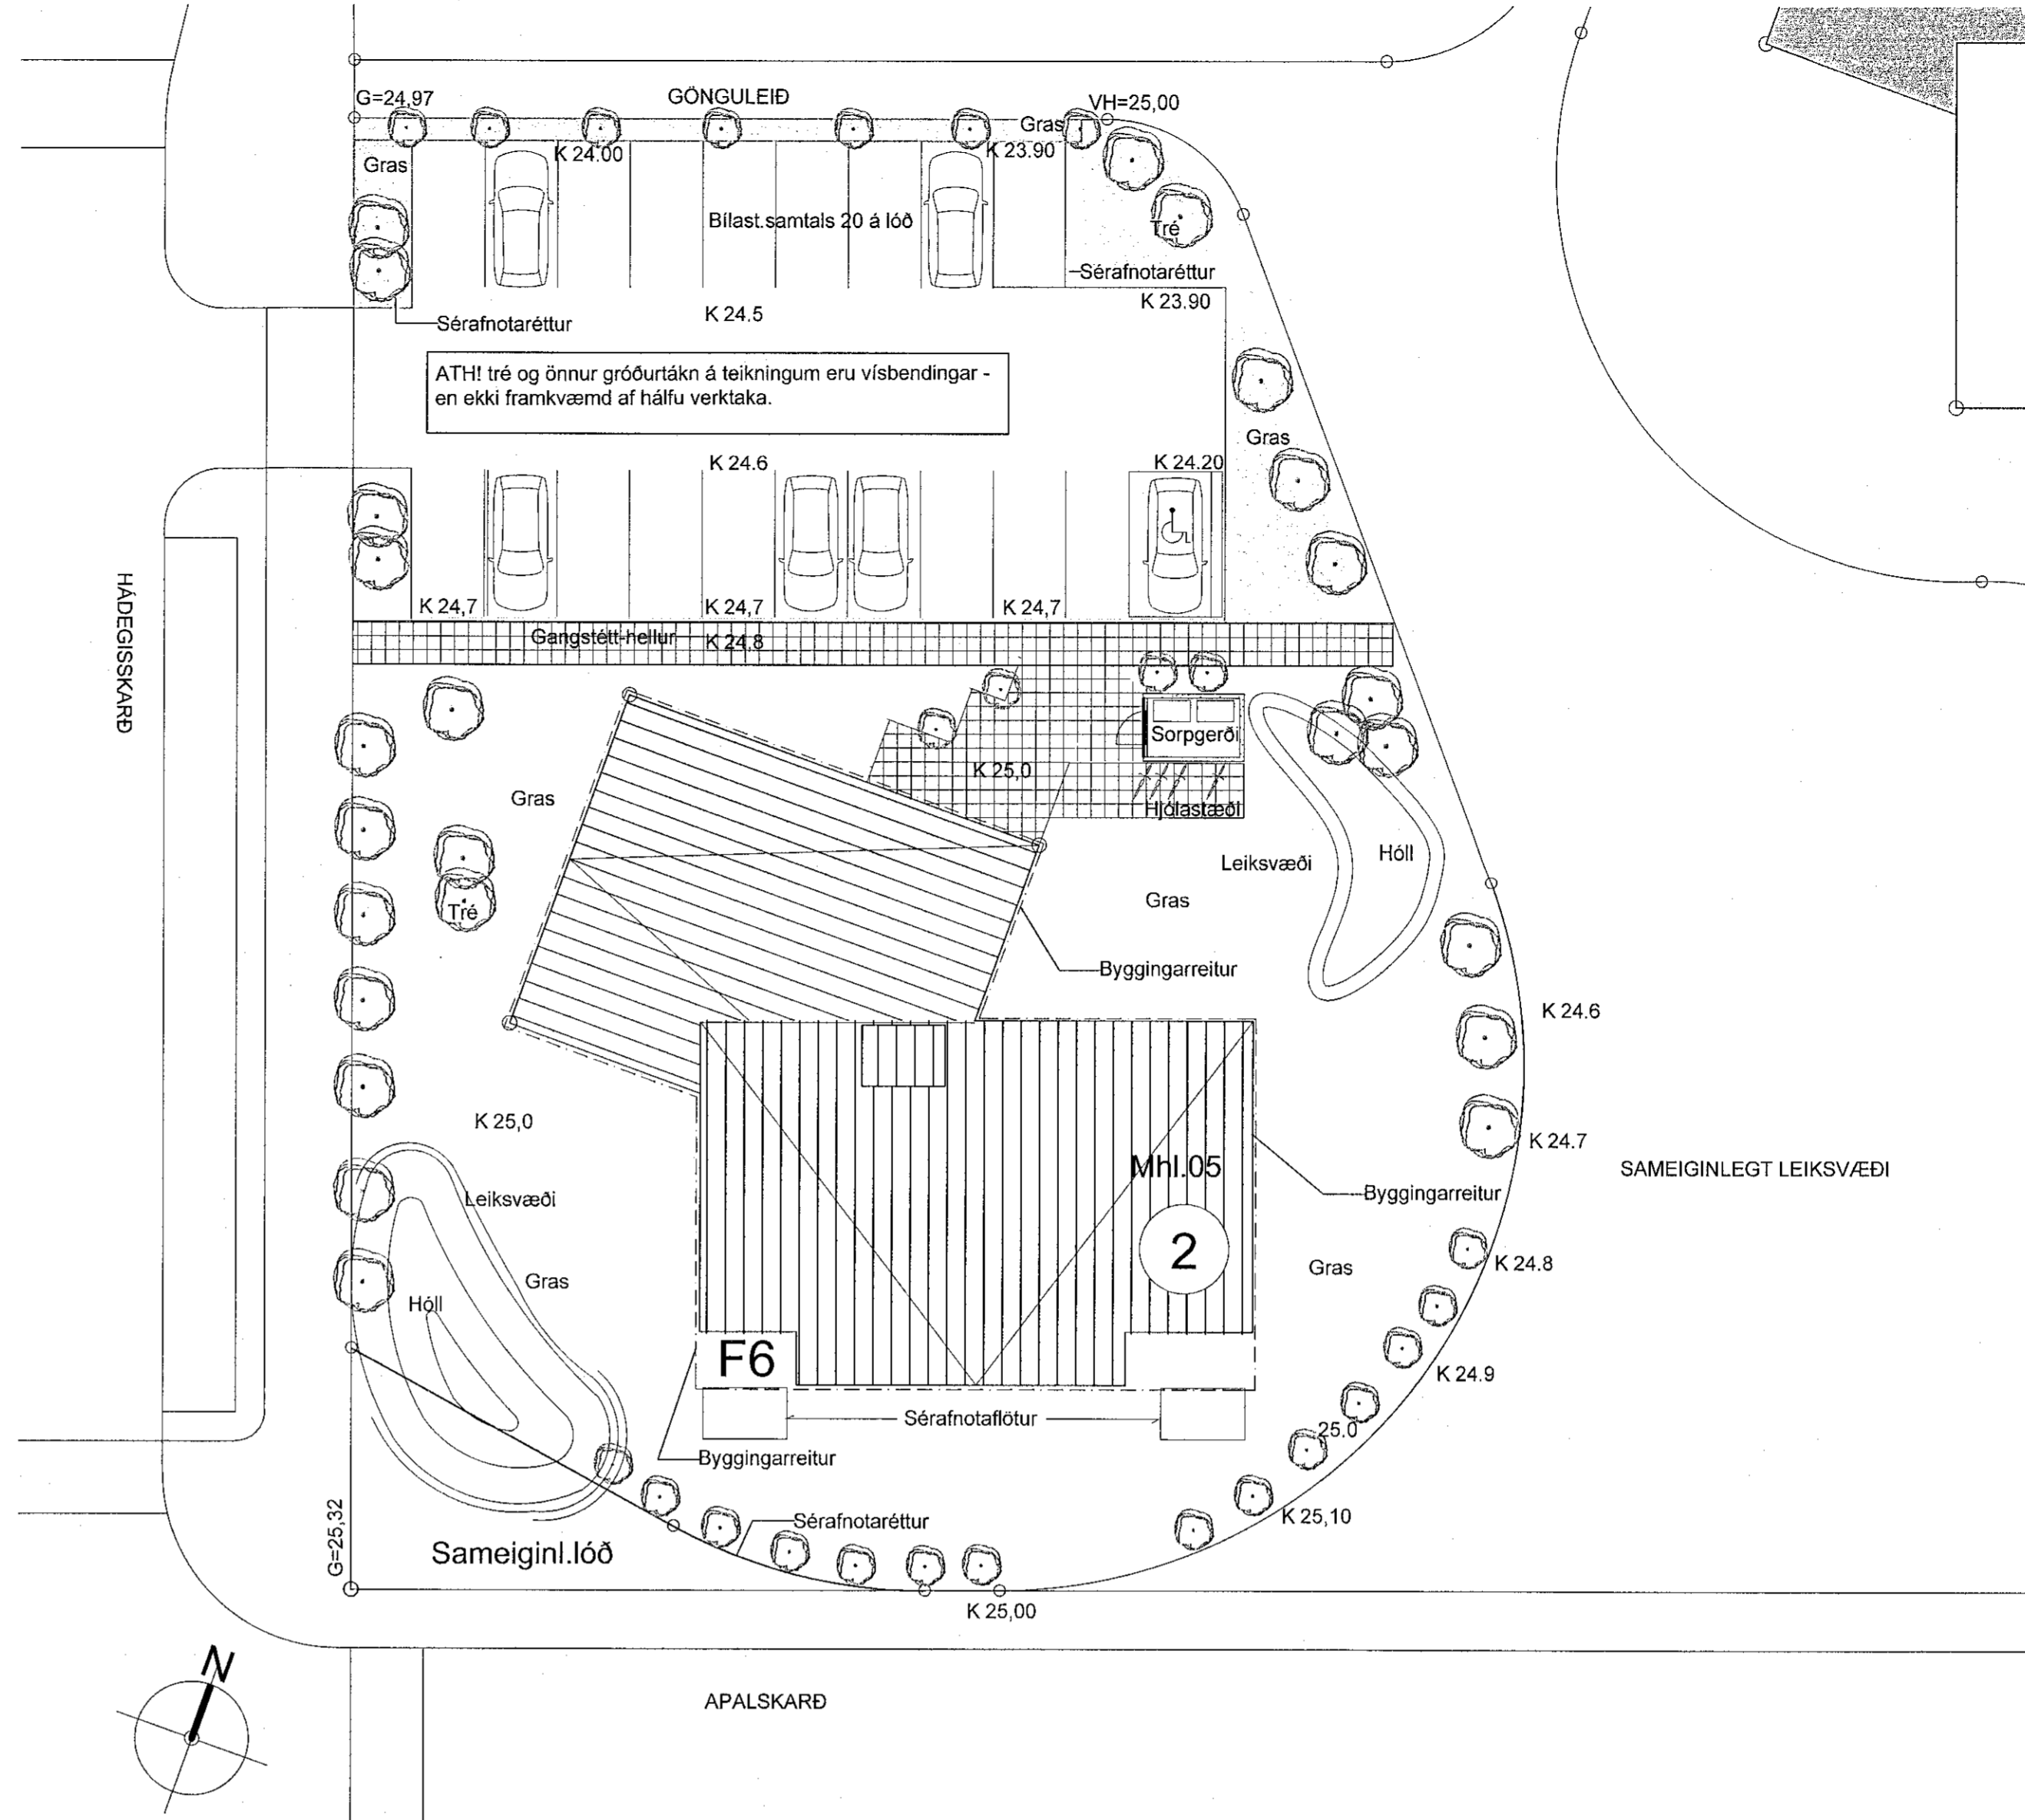 G=24,97
GÖNGULEIÐ
VH=25,00
Gras
Gras
K 24.00
K 23.90
Bílast.samtals 20 á lóð
Tré
Sérafnotaréttur
K 23.90
K 24.5
Sérafnotaréttur
ATH! tré og önnur gróðurtákn á teikningum eru vísbendingar -
en ekki framkvæmd af hálfu verktaka.
Gras
K 24.6
K 24.20
HÁDEGISSKARÐ
K 24,7
K 24,7
K 24,7
Gangstétt-hellur
K 24,8
Sorpgerði
K 25,0
Hjólastæði
Gras
Leiksvæði
Hóll
Gras
Tré
Byggingarreitur
K 24.6
K 25,0
K 24.7
Mhl.05
SAMEIGINLEGT LEIKSVÆÐI
Byggingarreitur
Leiksvæði
2
K 24.8
Gras
Gras
Hóll
F6
K 24.9
Sérafnotaflötur
25.0
Byggingarreitur
K 25,10
Sérafnotaréttur
G=25,32
Sameiginl.lóð
K 25,00
N
APALSKARÐ